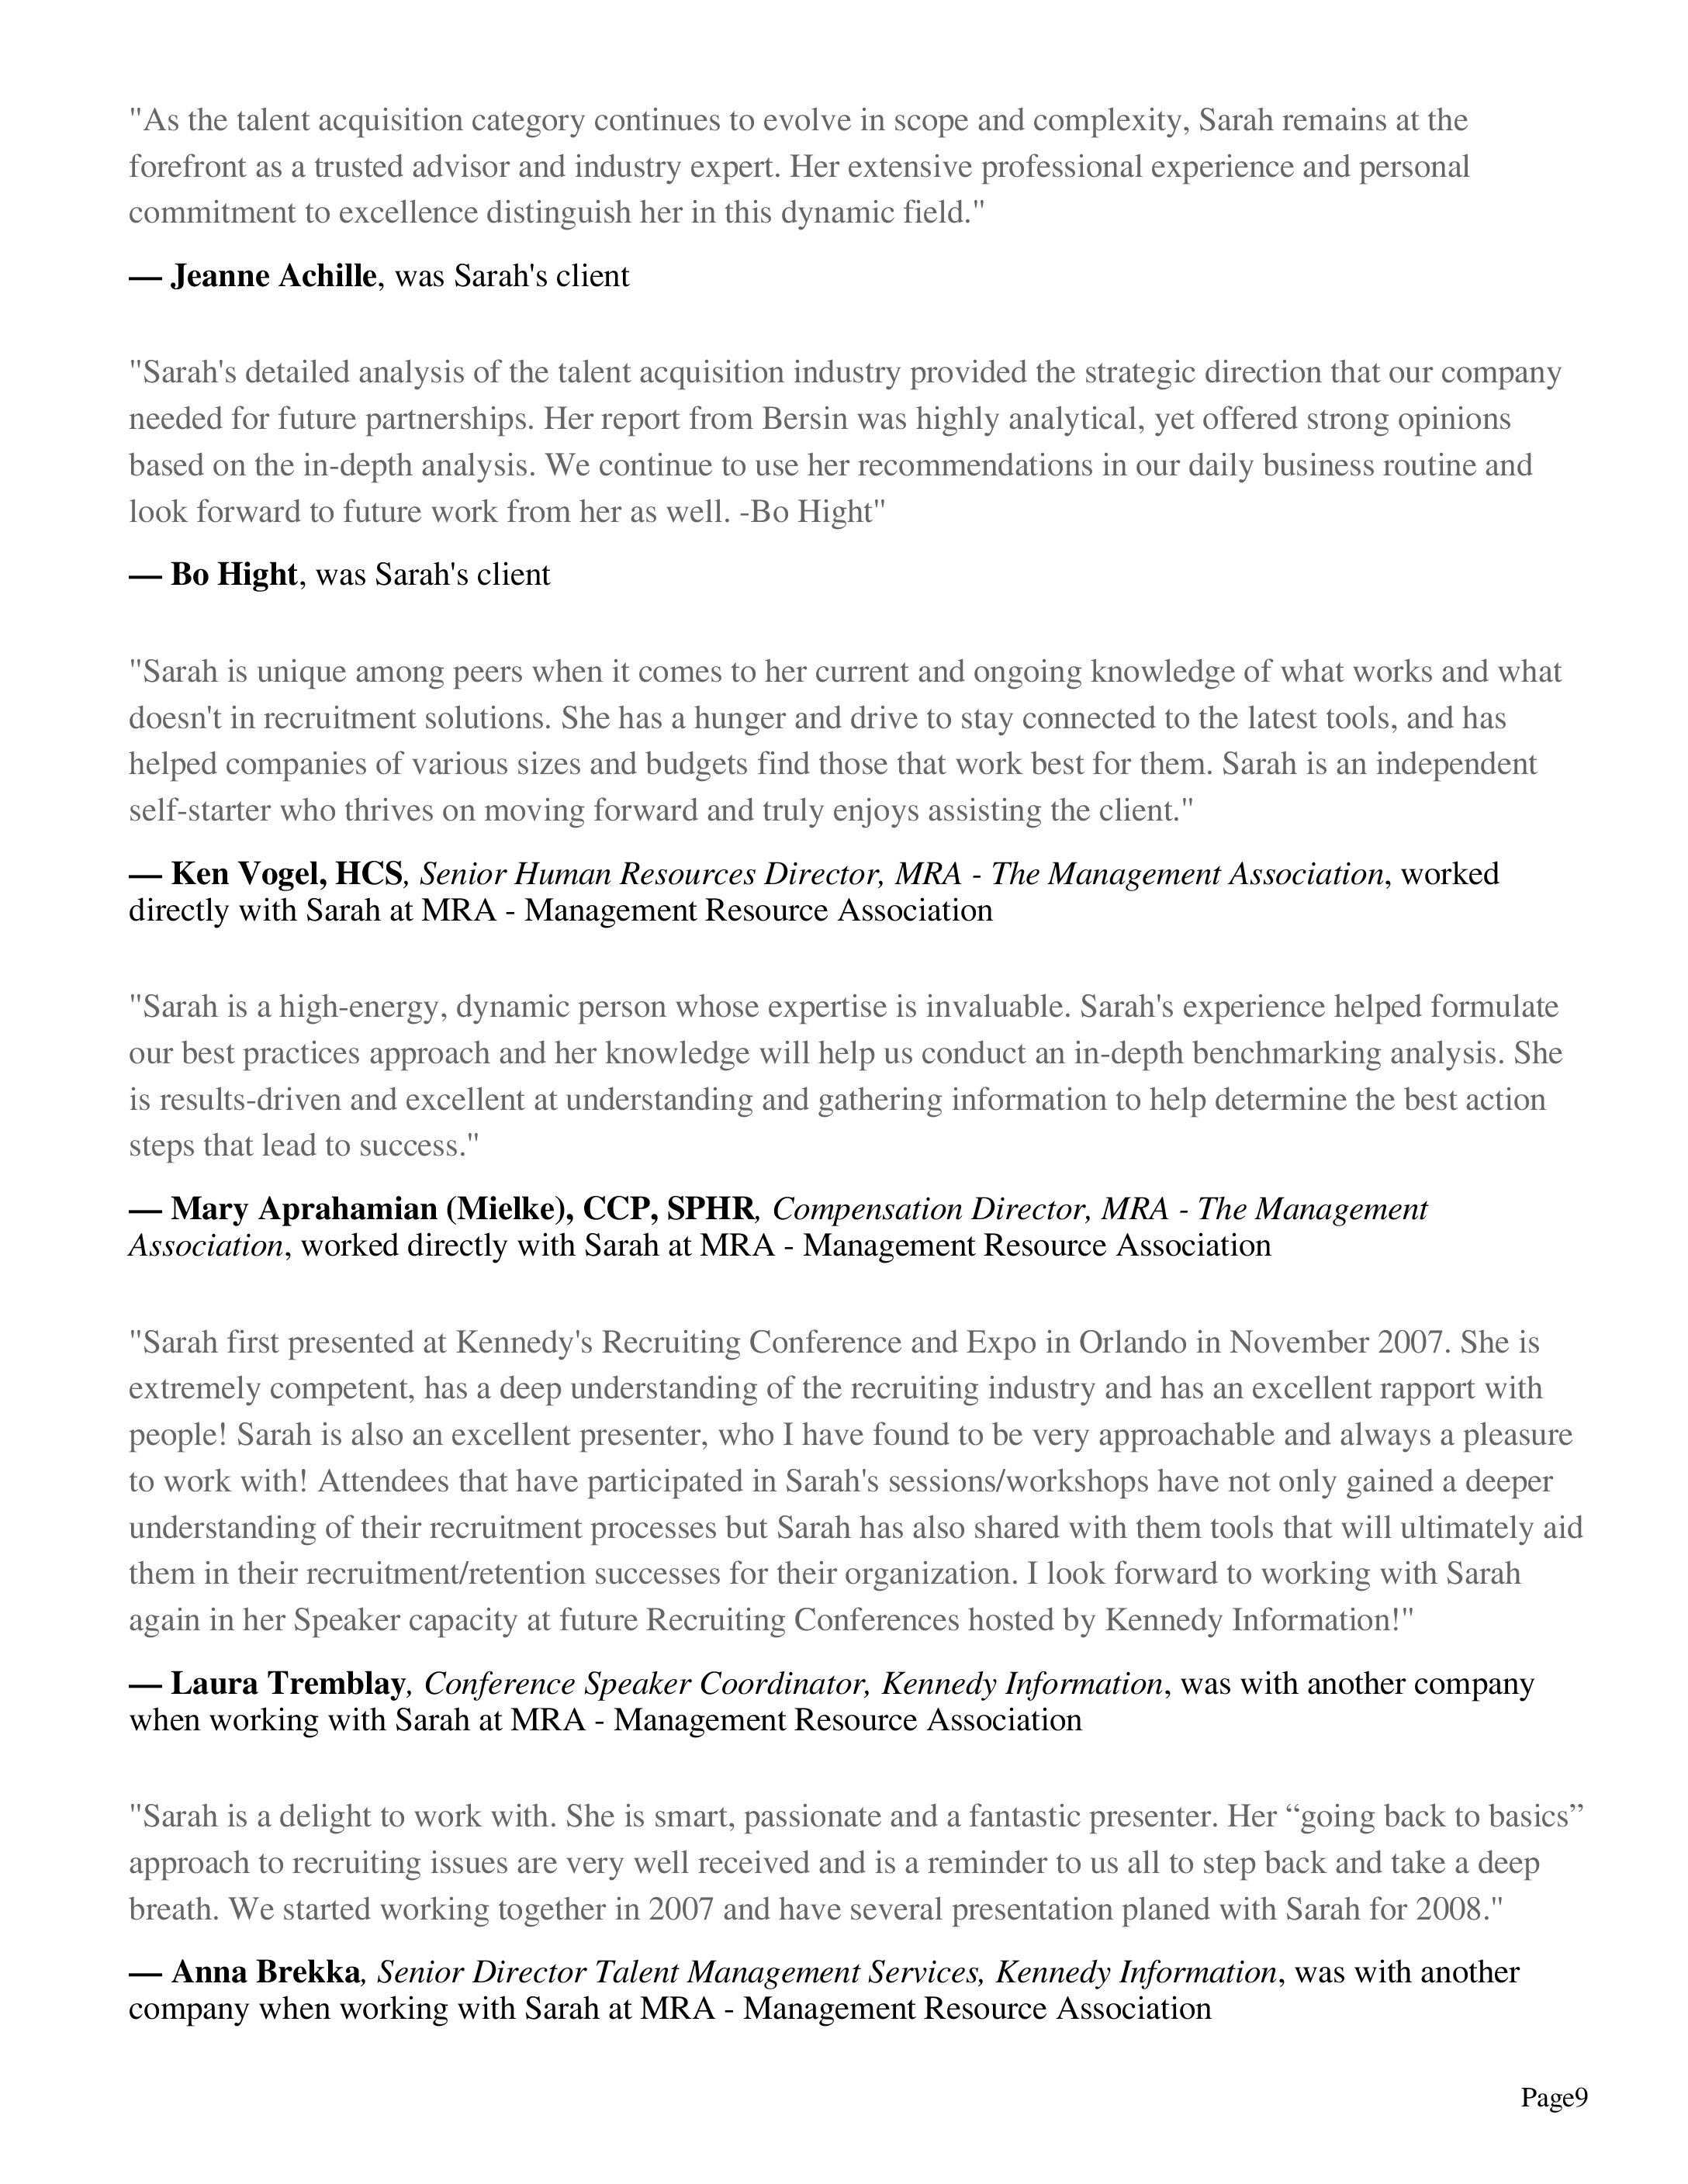 "As the talent acquisition category continues to evolve in scope and complexity, Sarah remains at the
forefront as a trusted advisor and industry expert. Her extensive professional experience and personal
commitment to excellence distinguish her in this dynamic field."
— Jeanne Achille, was Sarah's client
"Sarah's detailed analysis of the talent acquisition industry provided the strategic direction that our company
needed for future partnerships. Her report from Bersin was highly analytical, yet offered strong opinions
based on the in-depth analysis. We continue to use her recommendations in our daily business routine and
look forward to future work from her as well. -Bo Hight"
— Bo Hight, was Sarah's client
"Sarah is unique among peers when it comes to her current and ongoing knowledge of what works and what
doesn't in recruitment solutions. She has a hunger and drive to stay connected to the latest tools, and has
helped companies of various sizes and budgets find those that work best for them. Sarah is an independent
self-starter who thrives on moving forward and truly enjoys assisting the client."
— Ken Vogel, HCS, Senior Human Resources Director, MRA - The Management Association, worked
directly with Sarah at MRA - Management Resource Association
"Sarah is a high-energy, dynamic person whose expertise is invaluable. Sarah's experience helped formulate
our best practices approach and her knowledge will help us conduct an in-depth benchmarking analysis. She
is results-driven and excellent at understanding and gathering information to help determine the best action
steps that lead to success."
— Mary Aprahamian (Mielke), CCP, SPHR, Compensation Director, MRA - The Management
Association, worked directly with Sarah at MRA - Management Resource Association
"Sarah first presented at Kennedy's Recruiting Conference and Expo in Orlando in November 2007. She is
extremely competent, has a deep understanding of the recruiting industry and has an excellent rapport with
people! Sarah is also an excellent presenter, who I have found to be very approachable and always a pleasure
to work with! Attendees that have participated in Sarah's sessions/workshops have not only gained a deeper
understanding of their recruitment processes but Sarah has also shared with them tools that will ultimately aid
them in their recruitment/retention successes for their organization. I look forward to working with Sarah
again in her Speaker capacity at future Recruiting Conferences hosted by Kennedy Information!"
— Laura Tremblay, Conference Speaker Coordinator, Kennedy Information, was with another company
when working with Sarah at MRA - Management Resource Association
"Sarah is a delight to work with. She is smart, passionate and a fantastic presenter. Her “going back to basics”
approach to recruiting issues are very well received and is a reminder to us all to step back and take a deep
breath. We started working together in 2007 and have several presentation planed with Sarah for 2008."
— Anna Brekka, Senior Director Talent Management Services, Kennedy Information, was with another
company when working with Sarah at MRA - Management Resource Association
Page9